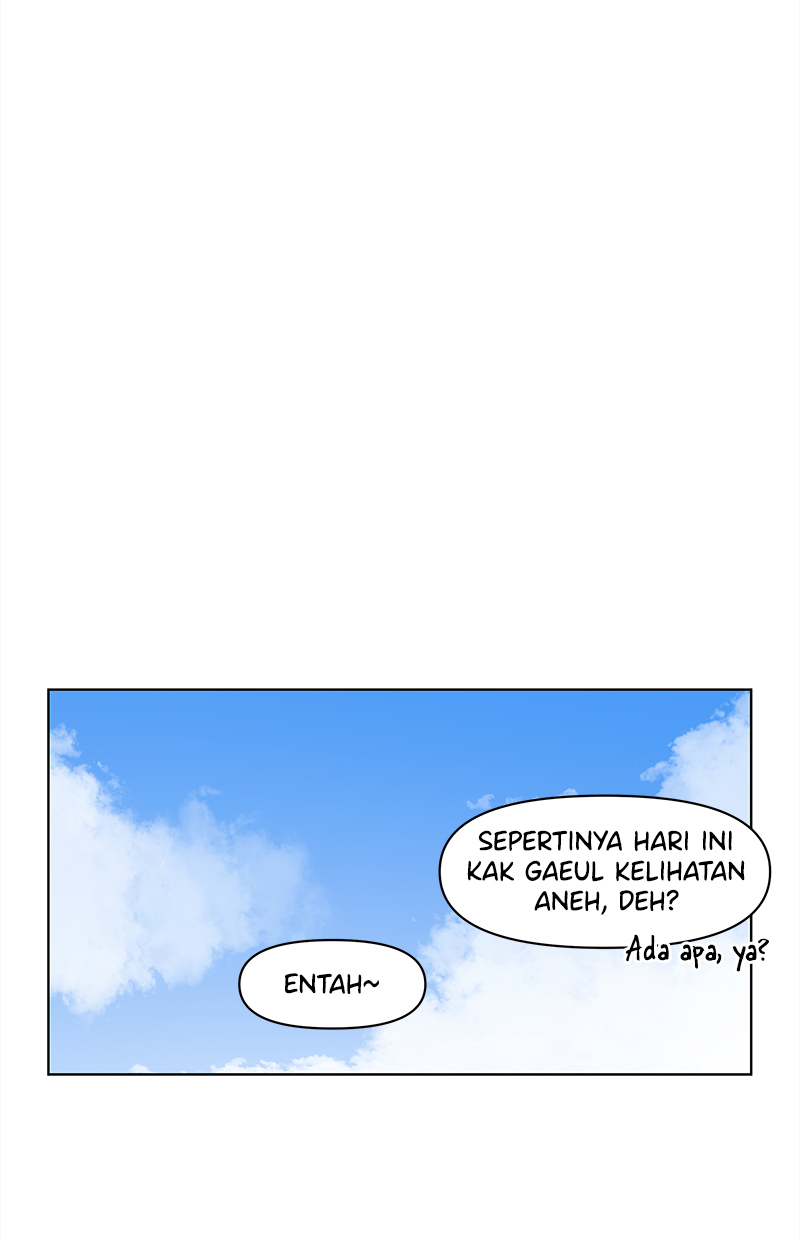 SEPERTINYA HARI INI
KAK GAEUL KELIHATAN
ANEH, DEH?
Ada apa, ya?
ENTAH~